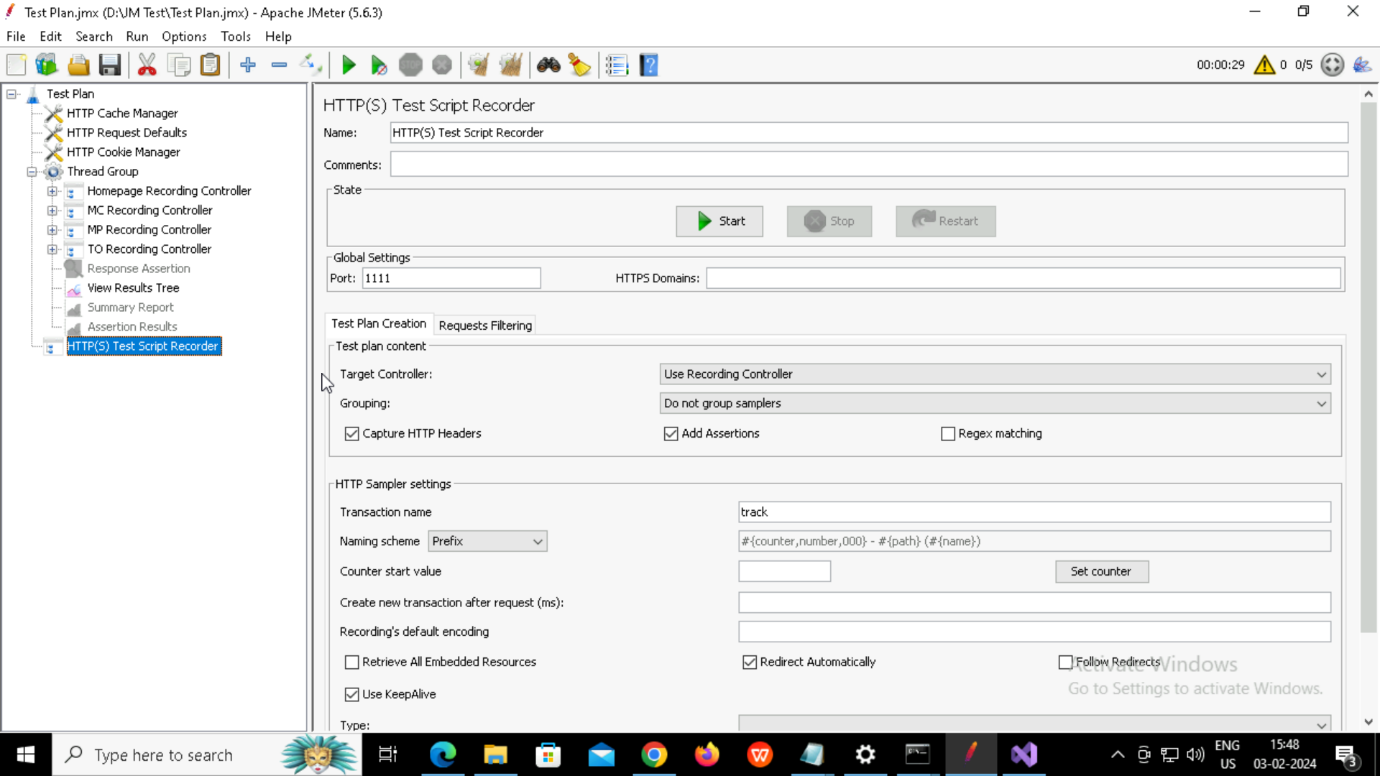 Test Plan.jmx (D:\JM Test\Test Plan.jmx) - Apache JMeter (5.6.3)
File Edit Search Run Options Tools Help
STOP
00:00:29 0 0/5
Test Plan
HTTP Cache Manager
HTTP Request Defaults
HTTP Cookie Manager
Thread Group
Homepage Recording Controller
MC Recording Controller
MP Recording Controller
TO Recording Controller
Response Assertion
View Results Tree
Summary Report
Assertion Results
HTTP(S) Test Script Recorder
HTTP(S) Test Script Recorder
Name: HTTP(S) Test Script Recorder
Comments:
State
Start Stop Restart
Global Settings
Port: 1111 HTTPS Domains:
Test Plan Creation Requests Filtering
Test plan content
Target Controller: Use Recording Controller
Grouping: Do not group samplers
Capture HTTP Headers Add Assertions Regex matching
HTTP Sampler settings
Transaction name track
Naming scheme Prefix #{counter,number,000} - #{path} (#{name})
Counter start value Set counter
Create new transaction after request (ms):
Recording's default encoding
Retrieve All Embedded Resources Redirect Automatically Follow Redirects
Activate Windows
Go to Settings to activate Windows.
Use KeepAlive
Type:
Type here to search
ENG
US
15:48
03-02-2024
3